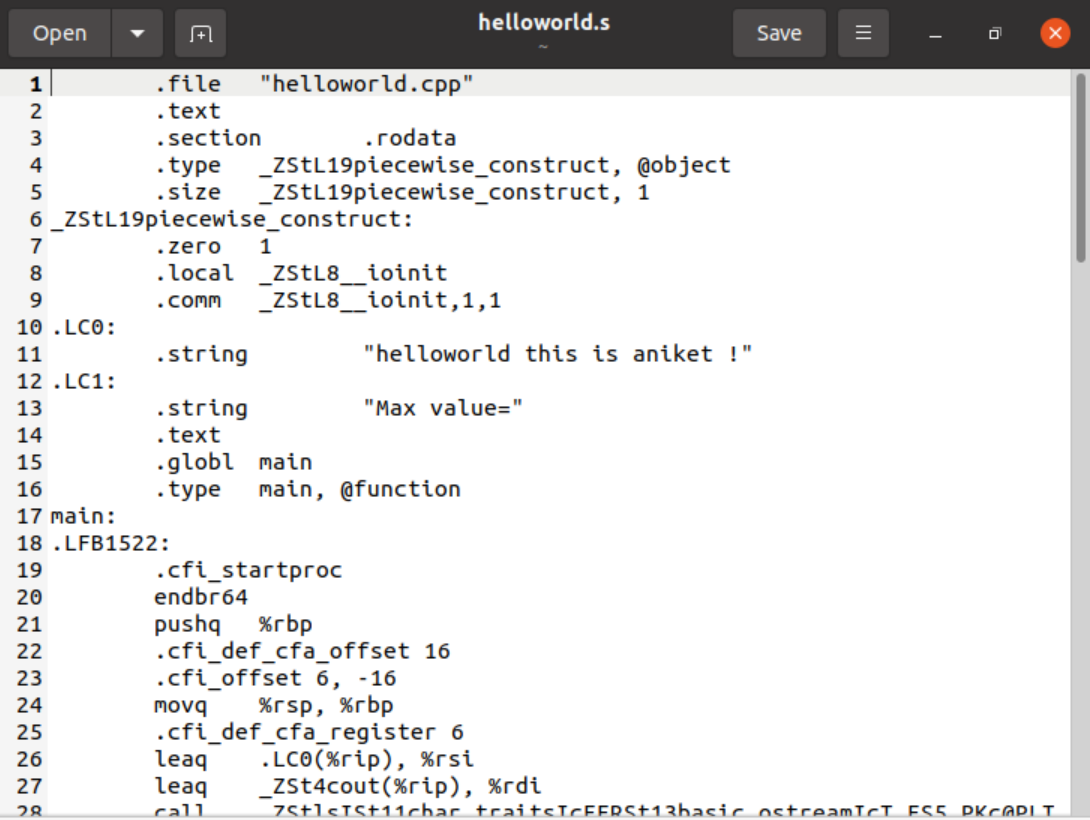 Open
helloworld.s
~
Save
1 .file "helloworld.cpp"
2 .text
3 .section .rodata
4 .type _ZStL19piecewise_construct, @object
5 .size _ZStL19piecewise_construct, 1
6 _ZStL19piecewise_construct:
7 .zero 1
8 .local _ZStL8__ioinit
9 .comm _ZStL8__ioinit,1,1
10 .LC0:
11 .string "helloworld this is aniket !"
12 .LC1:
13 .string "Max value="
14 .text
15 .globl main
16 .type main, @function
17 main:
18 .LFB1522:
19 .cfi_startproc
20 endbr64
21 pushq %rbp
22 .cfi_def_cfa_offset 16
23 .cfi_offset 6, -16
24 movq %rsp, %rbp
25 .cfi_def_cfa_register 6
26 leaq .LC0(%rip), %rsi
27 leaq _ZSt4cout(%rip), %rdi
28 call _ZStlsISt11char_traitsIcEERSt13basic_ostreamIcT_ES5_PKc@PLT